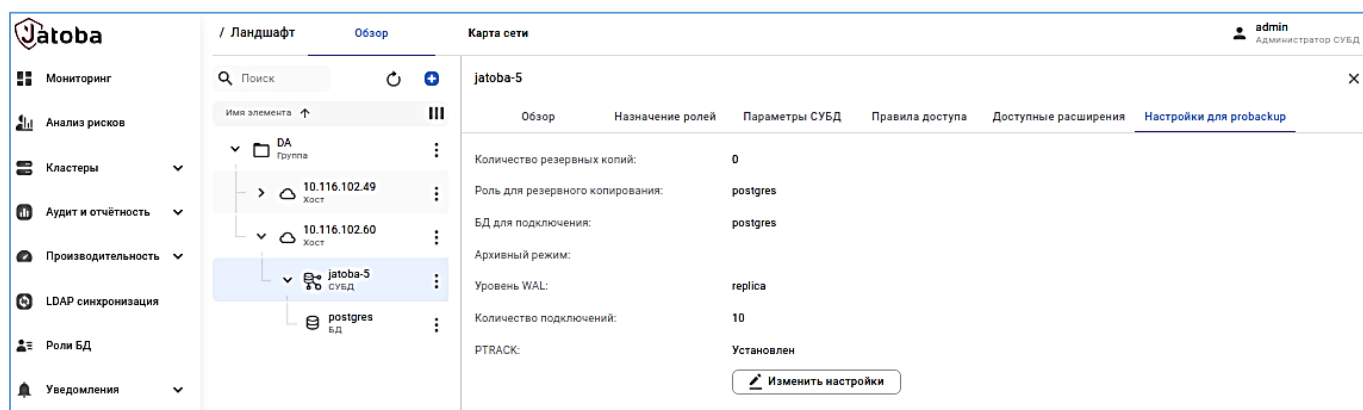 Jatoba
/ Ландшафт
Обзор
Карта сети
admin
Администратор СУБД
Мониторинг
Анализ рисков
Кластеры
Аудит и отчётность
Производительность
LDAP синхронизация
Роли БД
Уведомления
Поиск
Имя элемента
DA
Группа
10.116.102.49
Хост
10.116.102.60
Хост
jatoba-5
СУБД
postgres
БД
jatoba-5
Обзор
Назначение ролей
Параметры СУБД
Правила доступа
Доступные расширения
Настройки для probackup
Количество резервных копий: 0
Роль для резервного копирования: postgres
БД для подключения: postgres
Архивный режим:
Уровень WAL: replica
Количество подключений: 10
PTRACK: Установлен
Изменить настройки